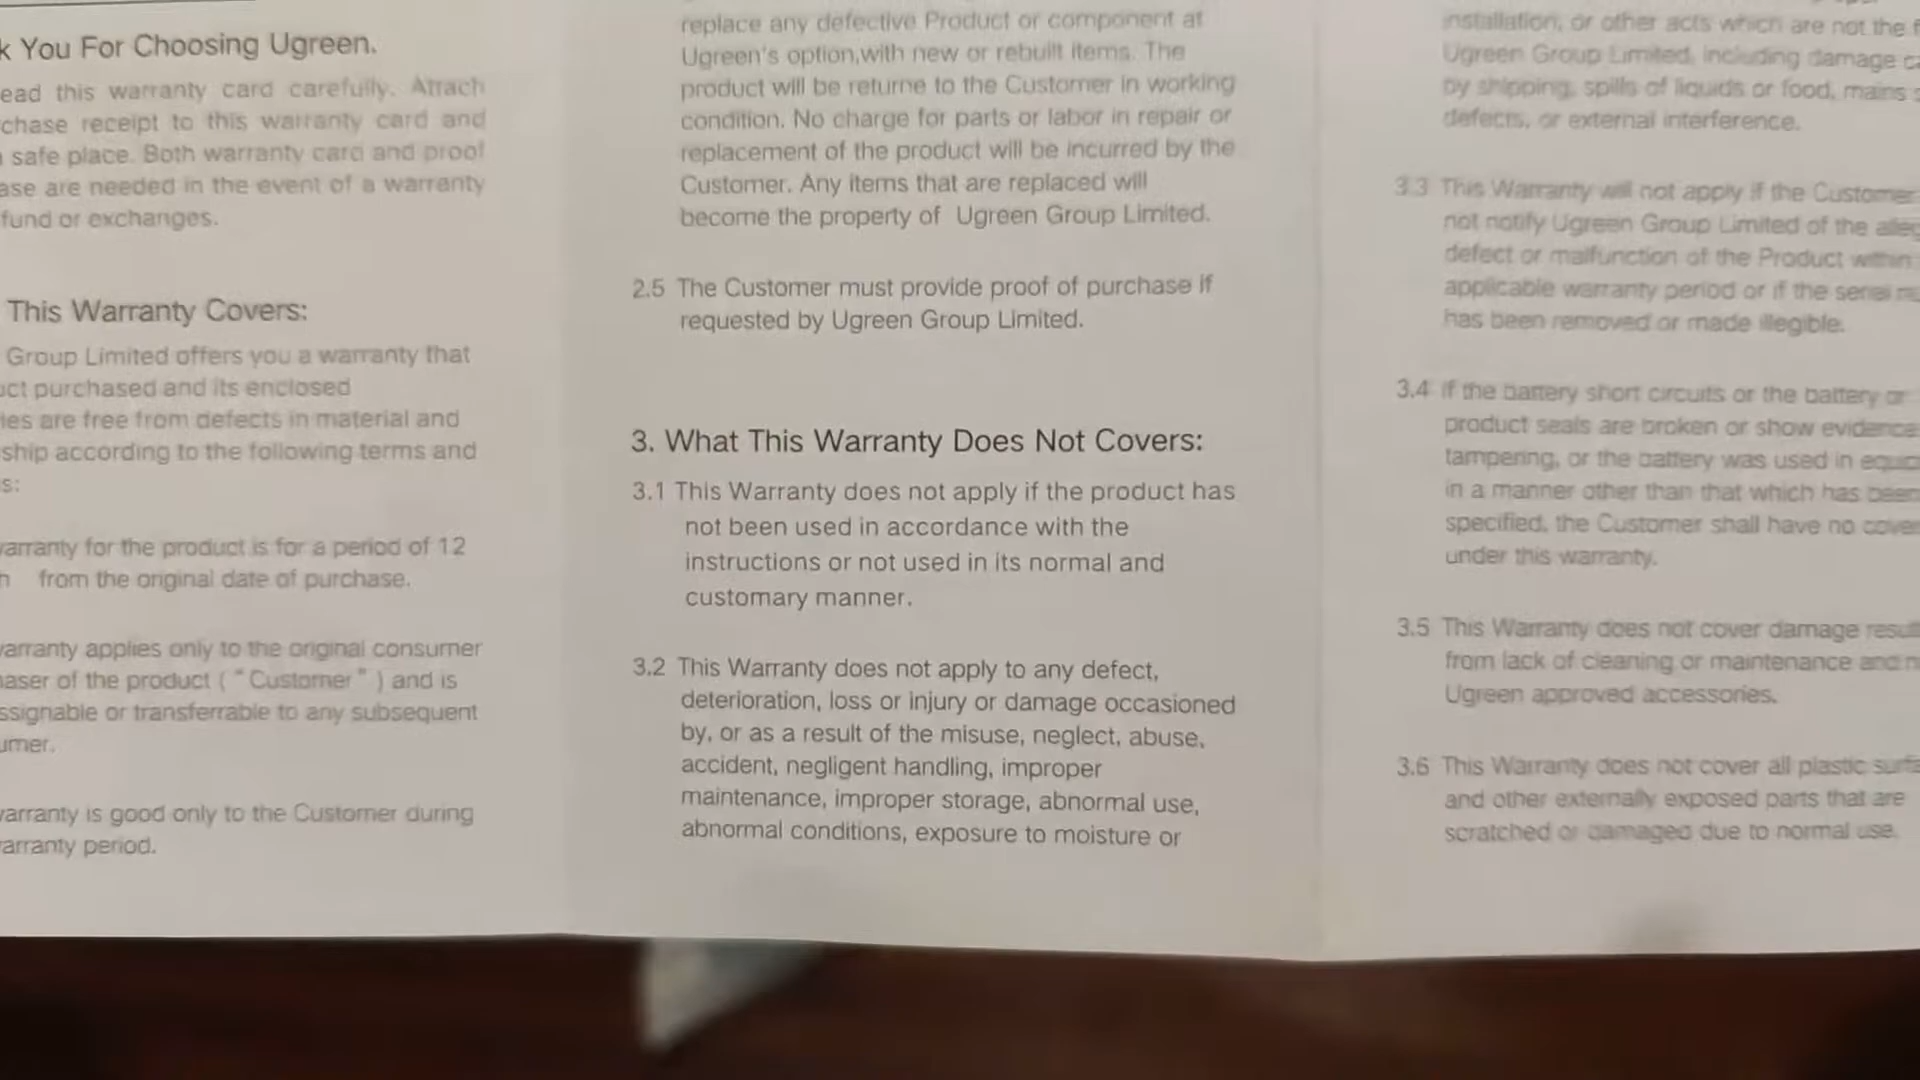 k You For Choosing Ugreen.
ead this warranty card carefully. Attach
chase receipt to this warranty card and
safe place. Both warranty card and proof
ase are needed in the event of a warranty
fund or exchanges.
This Warranty Covers:
Group Limited offers you a warranty that
uct purchased and its enclosed
ies are free from defects in material and
ship according to the following terms and
s:
warranty for the product is for a period of 12
h from the original date of purchase.
warranty applies only to the original consumer
haser of the product ( “Customer” ) and is
ssignable or transferrable to any subsequent
umer.
warranty is good only to the Customer during
arranty period.
replace any defective Product or component at
Ugreen's option,with new or rebuilt items. The
product will be returne to the Customer in working
condition. No charge for parts or labor in repair or
replacement of the product will be incurred by the
Customer. Any items that are replaced will
become the property of Ugreen Group Limited.
2.5 The Customer must provide proof of purchase if
requested by Ugreen Group Limited.
3. What This Warranty Does Not Covers:
3.1 This Warranty does not apply if the product has
not been used in accordance with the
instructions or not used in its normal and
customary manner.
3.2 This Warranty does not apply to any defect,
deterioration, loss or injury or damage occasioned
by, or as a result of the misuse, neglect, abuse,
accident, negligent handling, improper
maintenance, improper storage, abnormal use,
abnormal conditions, exposure to moisture or
installation, or other acts which are not the f
Ugreen Group Limited, including damage ca
by shipping, spills of liquids or food, mains s
defects, or external interference.
3.3 This Warranty will not apply if the Customer
not notify Ugreen Group Limited of the alleg
defect or malfunction of the Product within
applicable warranty period or if the serial nu
has been removed or made illegible.
3.4 If the battery short circuits or the battery or
product seals are broken or show evidence
tampering, or the battery was used in equip
in a manner other than that which has been
specified, the Customer shall have no cover
under this warranty.
3.5 This Warranty does not cover damage result
from lack of cleaning or maintenance and n
Ugreen approved accessories.
3.6 This Warranty does not cover all plastic surfa
and other externally exposed parts that are
scratched or damaged due to normal use.